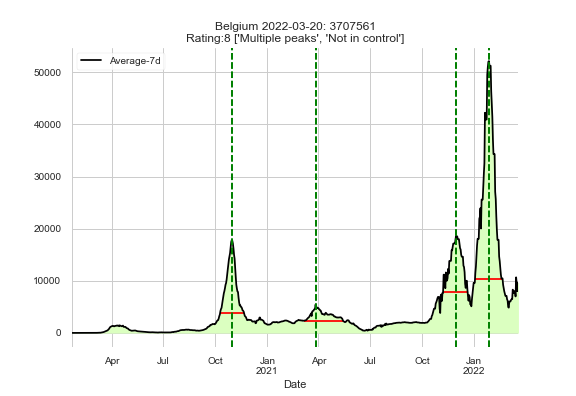 Belgium 2022-03-20: 3707561
Rating:8 ['Multiple peaks', 'Not in control']
Average-7d
50000
40000
30000
20000
10000
0
Apr Jul Oct Jan Apr Jul Oct Jan
2021 2022
Date